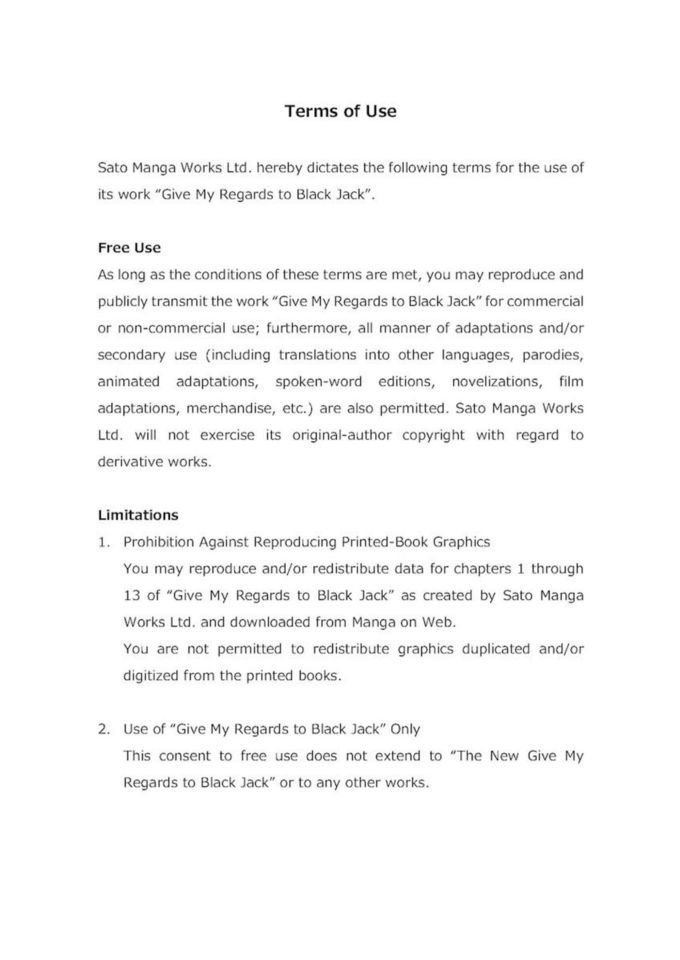 Terms of Use
Sato Manga Works Ltd. hereby dictates the following terms for the use of
its work “Give My Regards to Black Jack”.
Free Use
As long as the conditions of these terms are met, you may reproduce and
publicly transmit the work “Give My Regards to Black Jack” for commercial
or non-commercial use; furthermore, all manner of adaptations and/or
secondary use (including translations into other languages, parodies,
animated adaptations, spoken-word editions, novelizations, film
adaptations, merchandise, etc.) are also permitted. Sato Manga Works
Ltd. will not exercise its original-author copyright with regard to
derivative works.
Limitations
1. Prohibition Against Reproducing Printed-Book Graphics
You may reproduce and/or redistribute data for chapters 1 through
13 of “Give My Regards to Black Jack” as created by Sato Manga
Works Ltd. and downloaded from Manga on Web.
You are not permitted to redistribute graphics duplicated and/or
digitized from the printed books.
2. Use of “Give My Regards to Black Jack” Only
This consent to free use does not extend to “The New Give My
Regards to Black Jack” or to any other works.